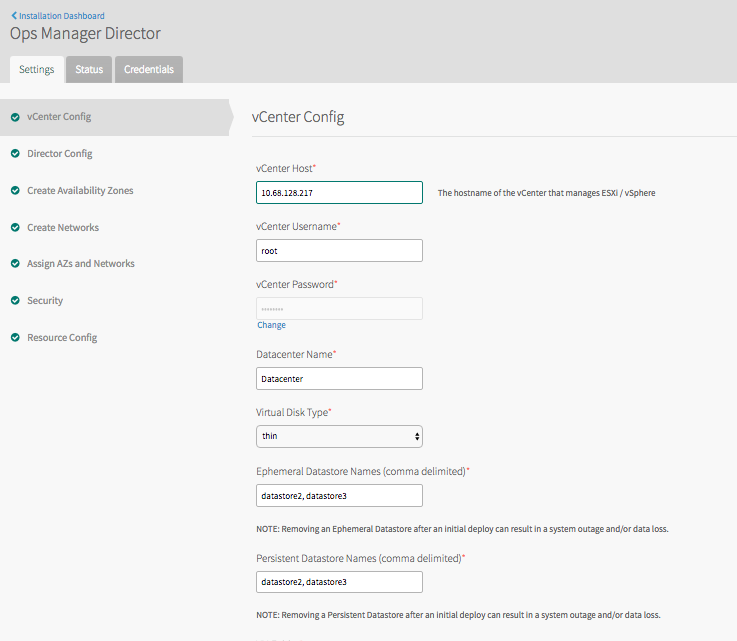 Installation Dashboard
Ops Manager Director
Settings
Status
Credentials
vCenter Config
Director Config
Create Availability Zones
Create Networks
Assign AZs and Networks
Security
Resource Config
vCenter Config
vCenter Host*
10.68.128.217
The hostname of the vCenter that manages ESXi / vSphere
vCenter Username*
root
vCenter Password*
••••••••
Change
Datacenter Name*
Datacenter
Virtual Disk Type*
thin
Ephemeral Datastore Names (comma delimited)*
datastore2, datastore3
NOTE: Removing an Ephemeral Datastore after an initial deploy can result in a system outage and/or data loss.
Persistent Datastore Names (comma delimited)*
datastore2, datastore3
NOTE: Removing a Persistent Datastore after an initial deploy can result in a system outage and/or data loss.